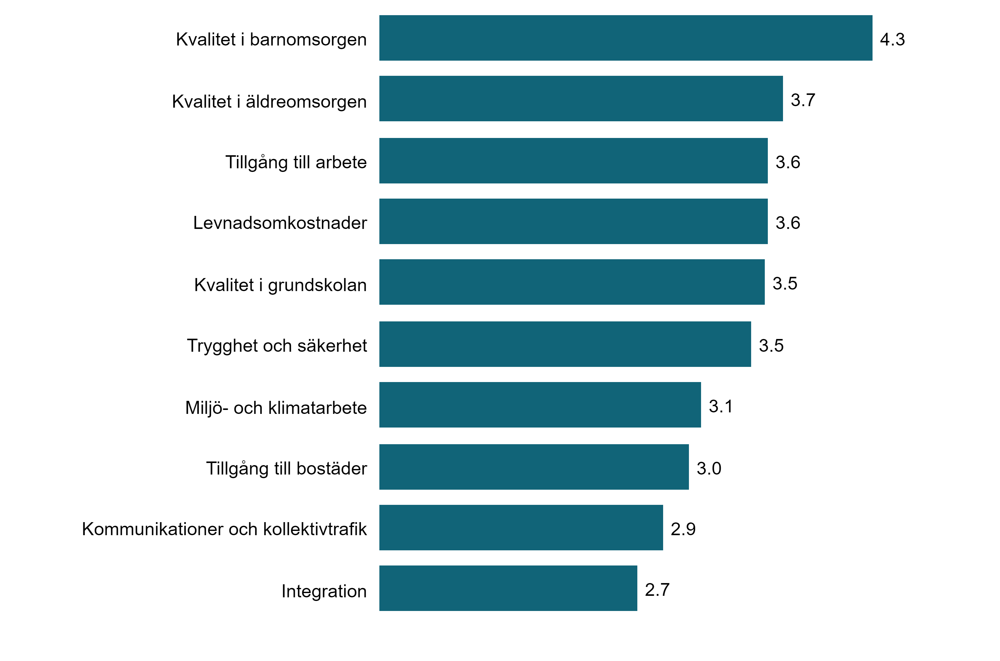 Kvalitet i barnomsorgen 4.3
Kvalitet i äldreomsorgen 3.7
Tillgång till arbete 3.6
Levnadsomkostnader 3.6
Kvalitet i grundskolan 3.5
Trygghet och säkerhet 3.5
Miljö- och klimatarbete 3.1
Tillgång till bostäder 3.0
Kommunikationer och kollektivtrafik 2.9
Integration 2.7